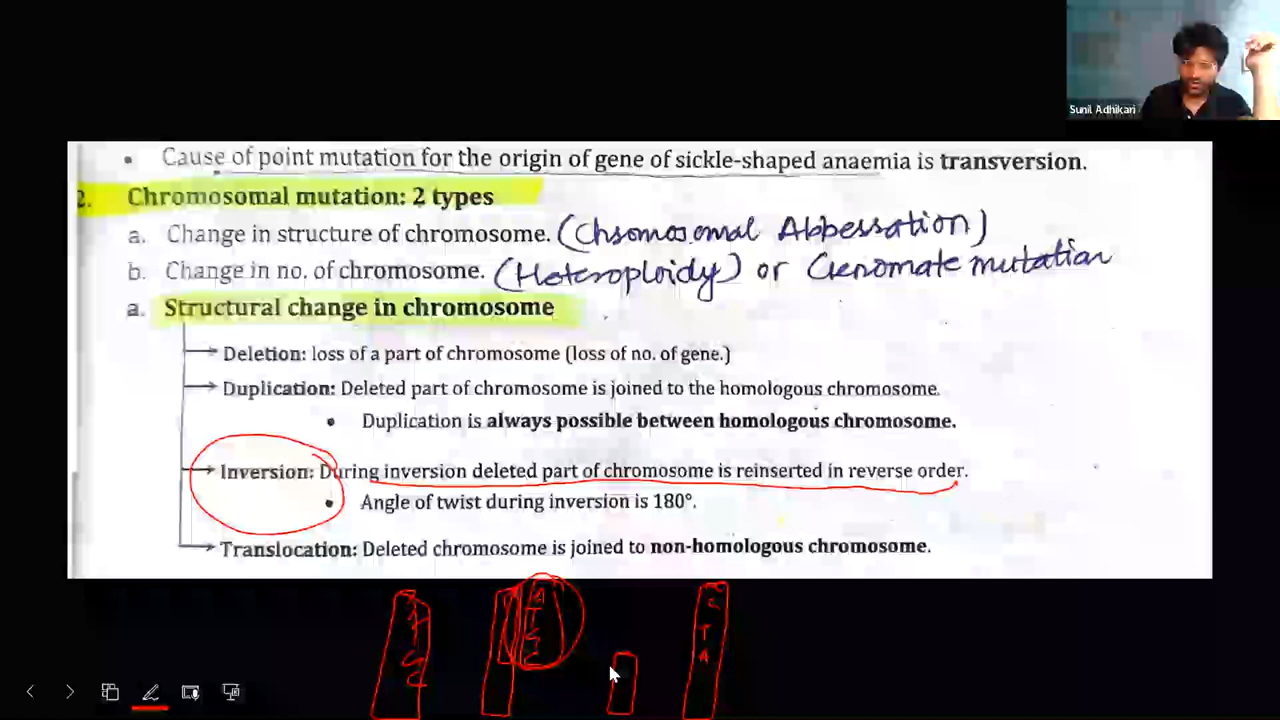 Sunil Adhikari
• Cause of point mutation for the origin of gene of sickle-shaped anaemia is transversion.
2. Chromosomal mutation: 2 types
a. Change in structure of chromosome. (Chromosomal Abberration)
b. Change in no. of chromosome. (Heteroploidy) or Genomate mutation
a. Structural change in chromosome
Deletion: loss of a part of chromosome (loss of no. of gene.)
Duplication: Deleted part of chromosome is joined to the homologous chromosome.
• Duplication is always possible between homologous chromosome.
Inversion: During inversion deleted part of chromosome is reinserted in reverse order.
• Angle of twist during inversion is 180°.
Translocation: Deleted chromosome is joined to non-homologous chromosome.